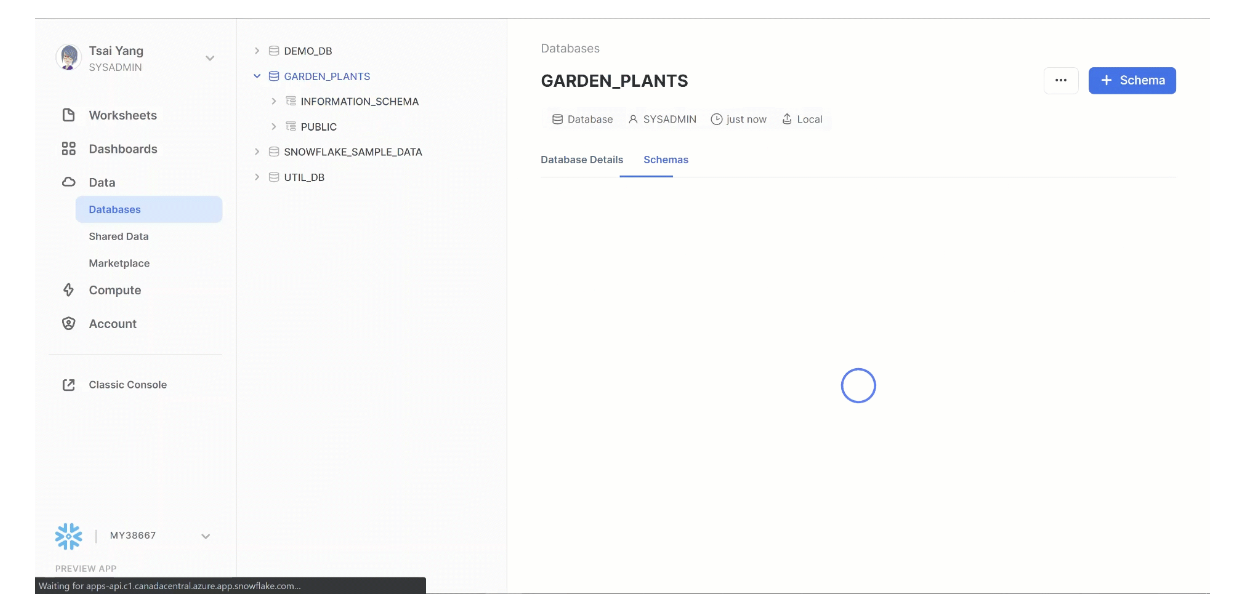 Tsai Yang
SYSADMIN
Worksheets
Dashboards
Data
Databases
Shared Data
Marketplace
Compute
Account
Classic Console
MY38667
PREVIEW APP
Waiting for apps-api.c1.canadacentral.azure.app.snowflake.com...
DEMO_DB
GARDEN_PLANTS
INFORMATION_SCHEMA
PUBLIC
SNOWFLAKE_SAMPLE_DATA
UTIL_DB
Databases
GARDEN_PLANTS
... + Schema
Database SYSADMIN just now Local
Database Details Schemas